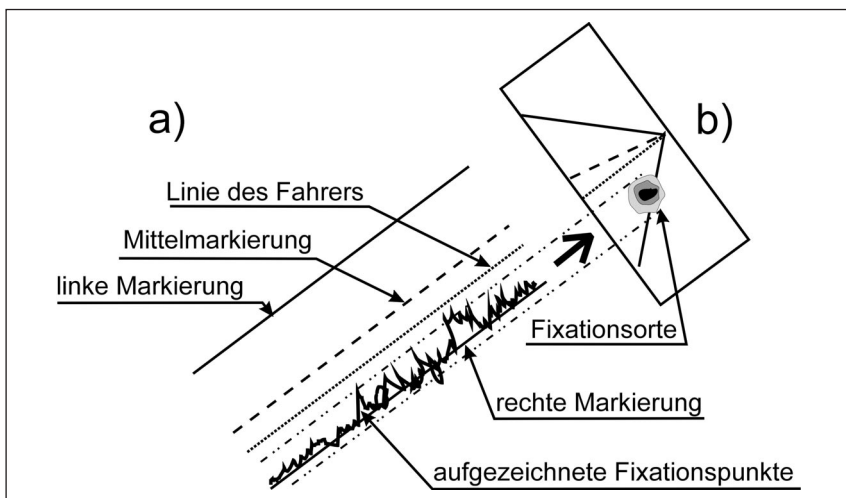 a)
b)
Linie des Fahrers
Mittelmarkierung
linke Markierung
Fixationsorte
rechte Markierung
aufgezeichnete Fixationspunkte